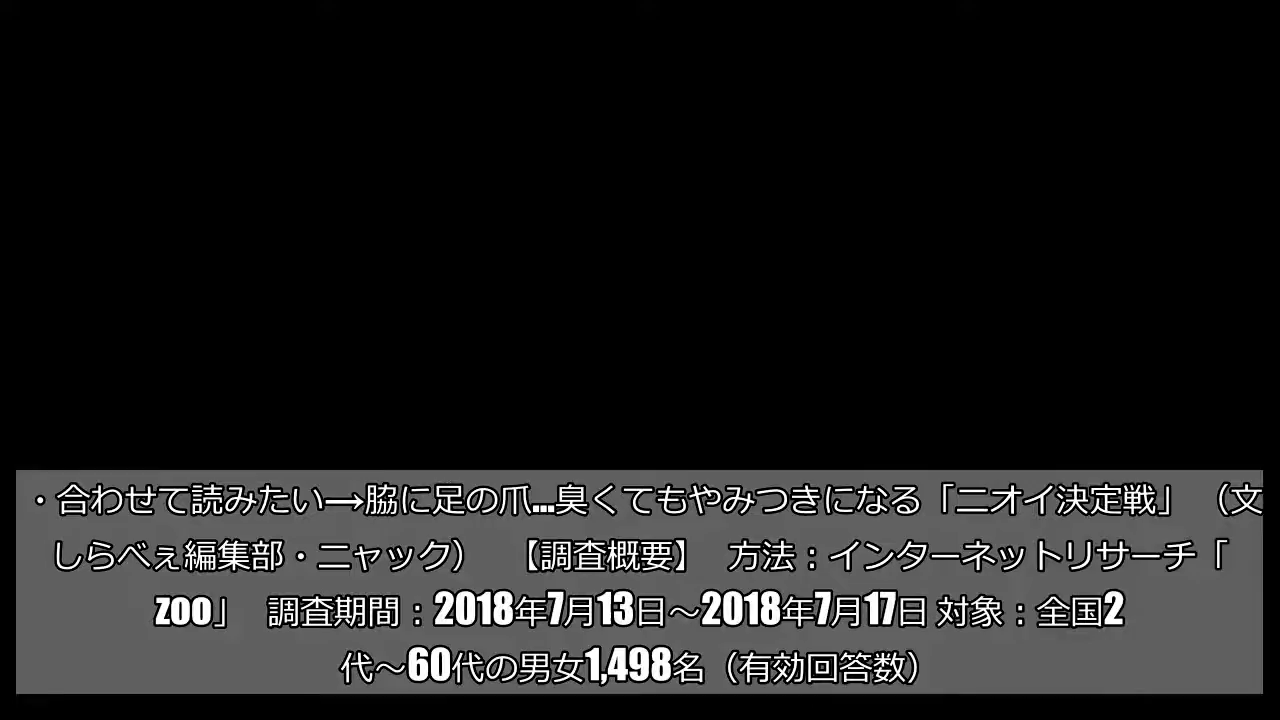 ・合わせて読みたい→脇に足の爪…臭くてもやみつきになる「ニオイ決定戦」 （文
しらべぇ編集部・ニャック） 【調査概要】 方法：インターネットリサーチ「
ZOO」 調査期間：2018年7月13日～2018年7月17日 対象：全国2
代～60代の男女1,498名（有効回答数）